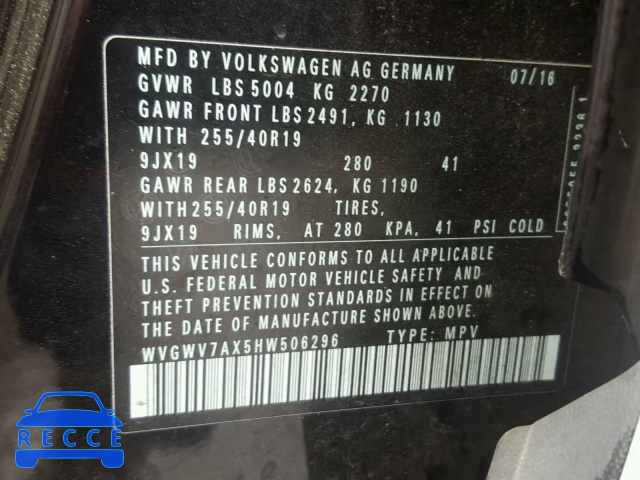 MFD BY VOLKSWAGEN AG GERMANY 07/16
GVWR LBS 5004 KG 2270
GAWR FRONT LBS 2491, KG 1130
WITH 255/40R19
9JX19 280 41
GAWR REAR LBS 2624, KG 1190
WITH 255/40R19 TIRES,
9JX19 RIMS, AT 280 KPA, 41 PSI COLD
THIS VEHICLE CONFORMS TO ALL APPLICABLE
U.S. FEDERAL MOTOR VEHICLE SAFETY AND
THEFT PREVENTION STANDARDS IN EFFECT ON
THE DATE OF MANUFACTURE SHOWN ABOVE.
WVGWV7AX5HW506296 TYPE: MPV
RECCE